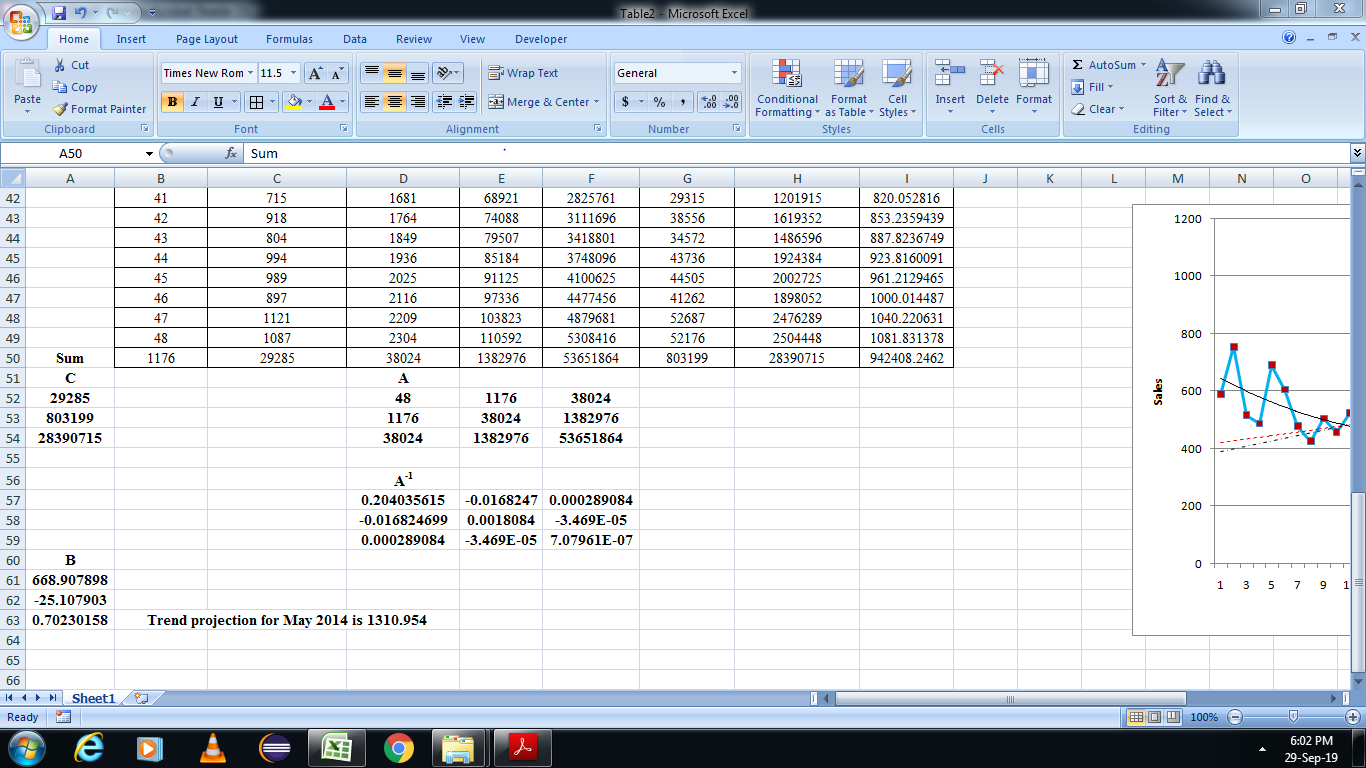 Table2 - Microsoft Excel
Home Insert Page Layout Formulas Data Review View Developer
Paste Cut Copy Format Painter
Times New Rom 11.5 A A
B I U A
Wrap Text
Merge & Center
General
$ % ,
Conditional Formatting Format as Table Cell Styles
Insert Delete Format
Σ AutoSum Fill Clear
Sort & Filter Find & Select
Clipboard Font Alignment Number Styles Cells Editing
A50 fx Sum
A B C D E F G H I J K L M N O
42 41 715 1681 68921 2825761 29315 1201915 820.052816
43 42 918 1764 74088 3111696 38556 1619352 853.2359439
44 43 804 1849 79507 3418801 34572 1486596 887.8236749
45 44 994 1936 85184 3748096 43736 1924384 923.8160091
46 45 989 2025 91125 4100625 44505 2002725 961.2129465
47 46 897 2116 97336 4477456 41262 1898052 1000.014487
48 47 1121 2209 103823 4879681 52687 2476289 1040.220631
49 48 1087 2304 110592 5308416 52176 2504448 1081.831378
50 Sum 1176 29285 38024 1382976 53651864 803199 28390715 942408.2462
51 C A
52 29285 48 1176 38024
53 803199 1176 38024 1382976
54 28390715 38024 1382976 53651864
55
56 A-1
57 0.204035615 -0.0168247 0.000289084
58 -0.016824699 0.0018084 -3.469E-05
59 0.000289084 -3.469E-05 7.07961E-07
60 B
61 668.907898
62 -25.107903
63 0.70230158 Trend projection for May 2014 is 1310.954
64
65
66
1200
1000
800
600
400
200
0
Sales
1 3 5 7 9 1
Sheet1
Ready 100%
6:02 PM
29-Sep-19